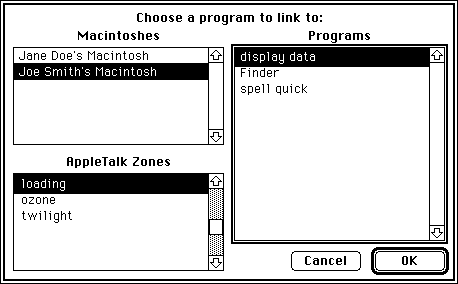 Choose a program to link to:
Macintoshes
Jane Doe's Macintosh
Joe Smith's Macintosh
AppleTalk Zones
loading
ozone
twilight
Programs
display data
Finder
spell quick
Cancel
OK